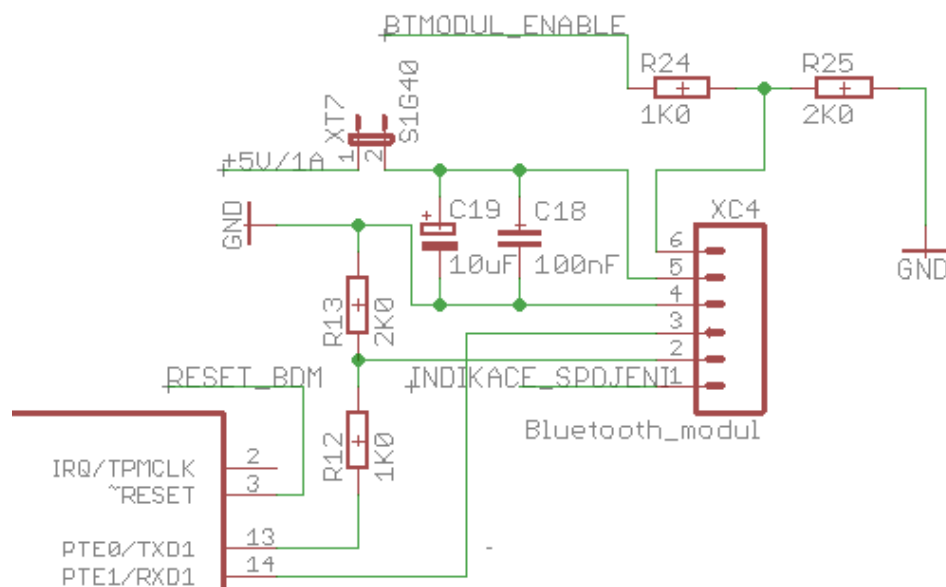 BTMODUL_ENABLE
R24
1K0
R25
2K0
XT7
S1G40
1
2
+5V/1A
GND
C19
10uF
C18
100nF
XC4
6
5
4
3
2
1
GND
R13
2K0
RESET_BDM
INDIKACE_SPOJENI
Bluetooth_modul
R12
1K0
IRQ/TPMCLK
2
~RESET
3
PTE0/TXD1
13
PTE1/RXD1
14